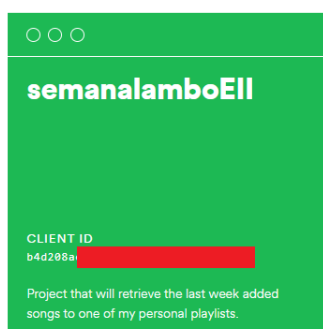 semanalamboEll
CLIENT ID
b4d208a
Project that will retrieve the last week added
songs to one of my personal playlists.